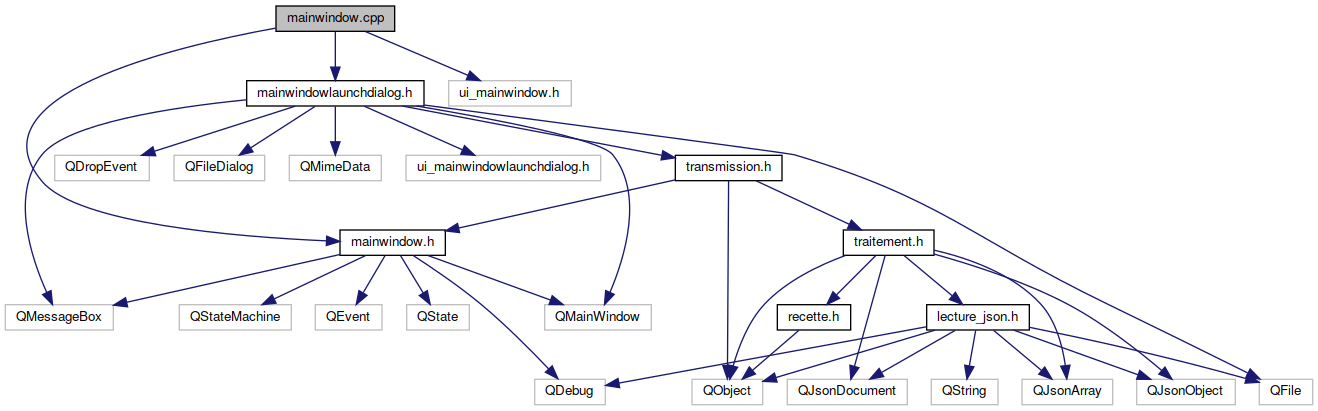 mainwindow.cpp
mainwindowlaunchdialog.h
ui_mainwindow.h
QDropEvent
QFileDialog
QMimeData
ui_mainwindowlaunchdialog.h
transmission.h
mainwindow.h
traitement.h
QMessageBox
QStateMachine
QEvent
QState
QMainWindow
recette.h
lecture_json.h
QDebug
QObject
QJsonDocument
QString
QJsonArray
QJsonObject
QFile